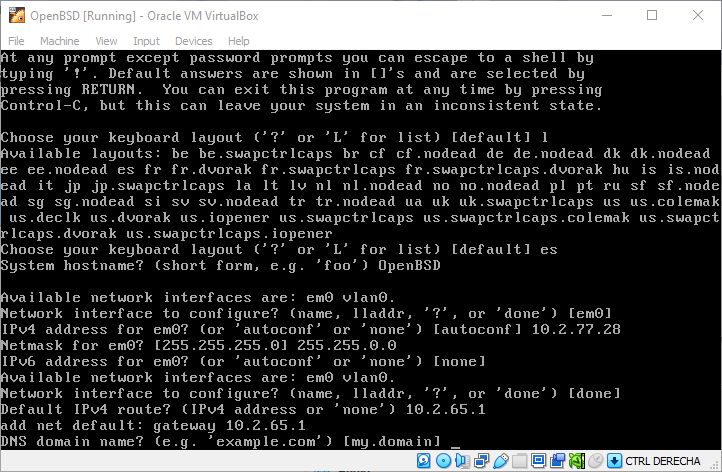 OpenBSD [Running] - Oracle VM VirtualBox
File Machine View Input Devices Help
At any prompt except password prompts you can escape to a shell by
typing '!'. Default answers are shown in []'s and are selected by
pressing RETURN.  You can exit this program at any time by pressing
Control-C, but this can leave your system in an inconsistent state.

Choose your keyboard layout ('?' or 'L' for list) [default] l
Available layouts: be be.swapctrlcaps br cf cf.nodead de de.nodead dk dk.nodead
ee ee.nodead es fr fr.dvorak fr.swapctrlcaps fr.swapctrlcaps.dvorak hu is is.nod
ead it jp jp.swapctrlcaps la lt lv nl nl.nodead no no.nodead pl pt ru sf sf.node
ad sg sg.nodead si sv sv.nodead tr tr.nodead ua uk uk.swapctrlcaps us us.colemak
 us.declk us.dvorak us.iopener us.swapctrlcaps us.swapctrlcaps.colemak us.swapct
rlcaps.dvorak us.swapctrlcaps.iopener
Choose your keyboard layout ('?' or 'L' for list) [default] es
System hostname? (short form, e.g. 'foo') OpenBSD

Available network interfaces are: em0 vlan0.
Network interface to configure? (name, lladdr, '?', or 'done') [em0]
IPv4 address for em0? (or 'autoconf' or 'none') [autoconf] 10.2.77.28
Netmask for em0? [255.255.255.0] 255.255.0.0
IPv6 address for em0? (or 'autoconf' or 'none') [none]
Available network interfaces are: em0 vlan0.
Network interface to configure? (name, lladdr, '?', or 'done') [done]
Default IPv4 route? (IPv4 address or 'none') 10.2.65.1
add net default: gateway 10.2.65.1
DNS domain name? (e.g. 'example.com') [my.domain] _
CTRL DERECHA